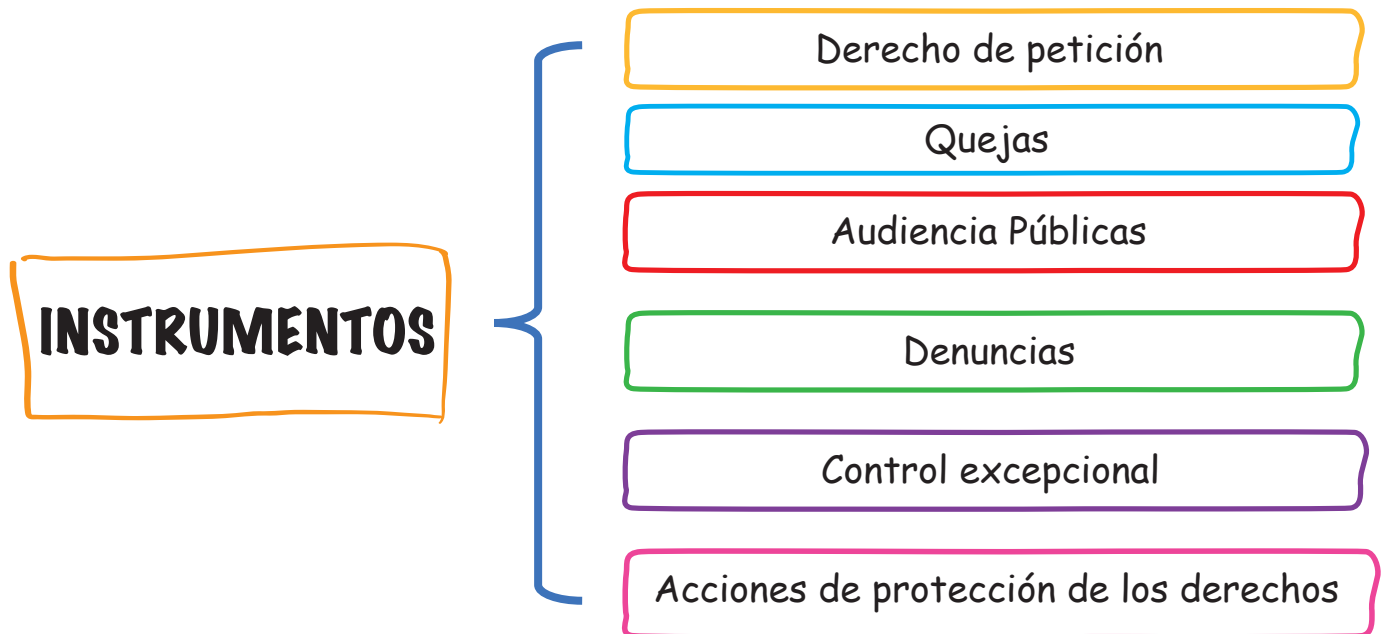 INSTRUMENTOS
Derecho de petición
Quejas
Audiencia Públicas
Denuncias
Control excepcional
Acciones de protección de los derechos